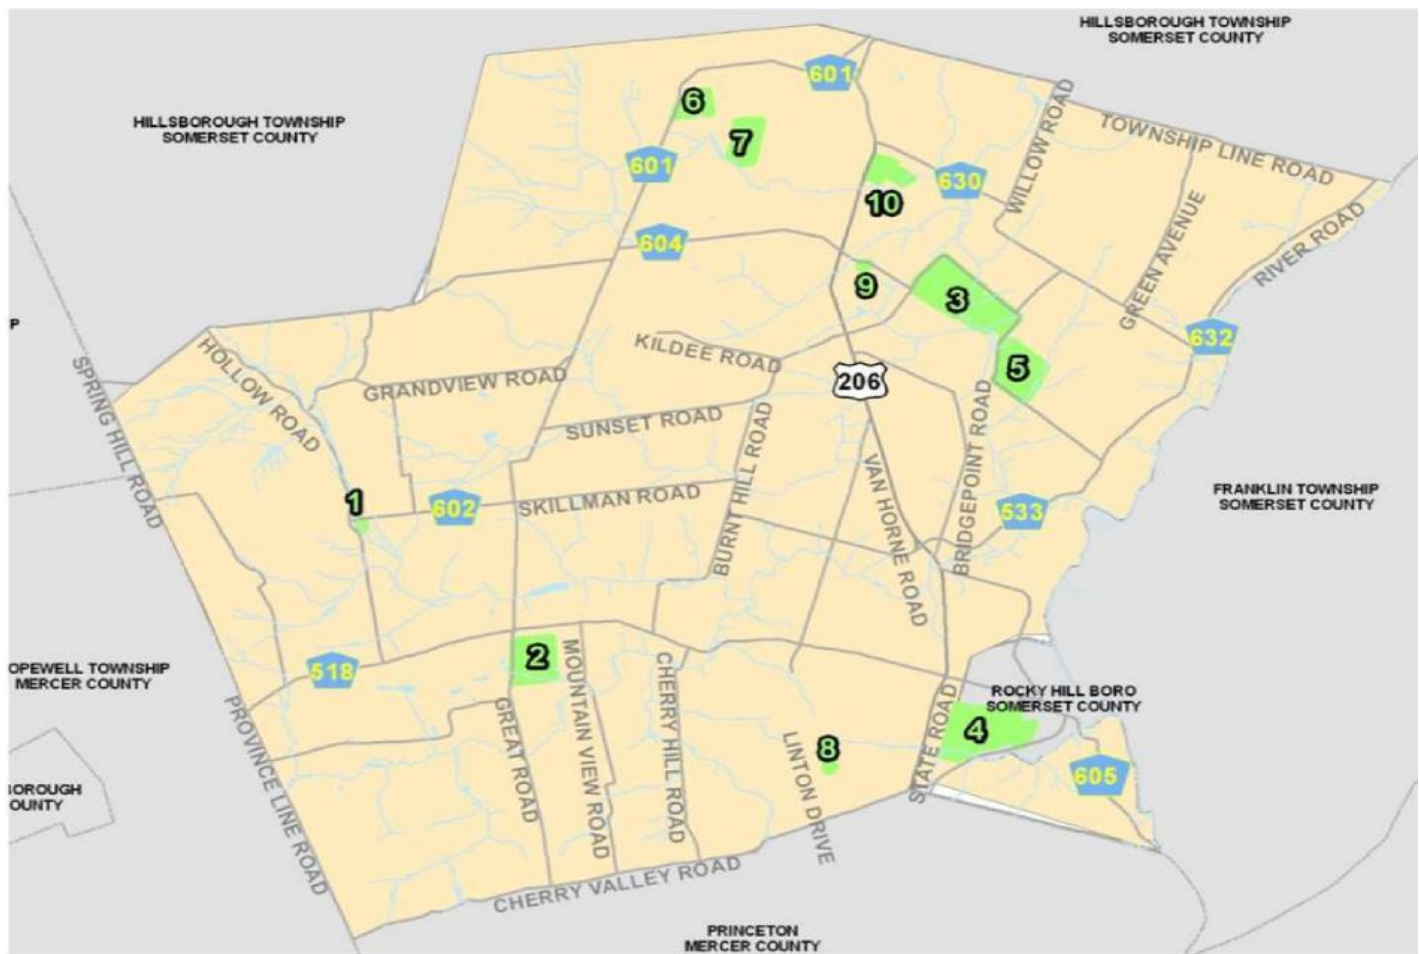 HILLSBOROUGH TOWNSHIP
SOMERSET COUNTY
601
HILLSBOROUGH TOWNSHIP
SOMERSET COUNTY
6
7
601
WILLOW ROAD
TOWNSHIP LINE ROAD
630
10
604
GREEN AVENUE
RIVER ROAD
9
3
P
HOLLOW ROAD
KILDEE ROAD
632
SPRING HILL ROAD
GRANDVIEW ROAD
206
5
SUNSET ROAD
BURNT HILL ROAD
BRIDGEPOINT ROAD
1
602
SKILLMAN ROAD
VAN HORNE ROAD
533
FRANKLIN TOWNSHIP
SOMERSET COUNTY
OPEWELL TOWNSHIP
MERCER COUNTY
518
2
MOUNTAIN VIEW ROAD
CHERRY HILL ROAD
ROCKY HILL BORO
SOMERSET COUNTY
PROVINCE LINE ROAD
GREAT ROAD
LINTON DRIVE
8
STATE ROAD
4
605
BOROUGH
OUNTY
CHERRY VALLEY ROAD
PRINCETON
MERCER COUNTY